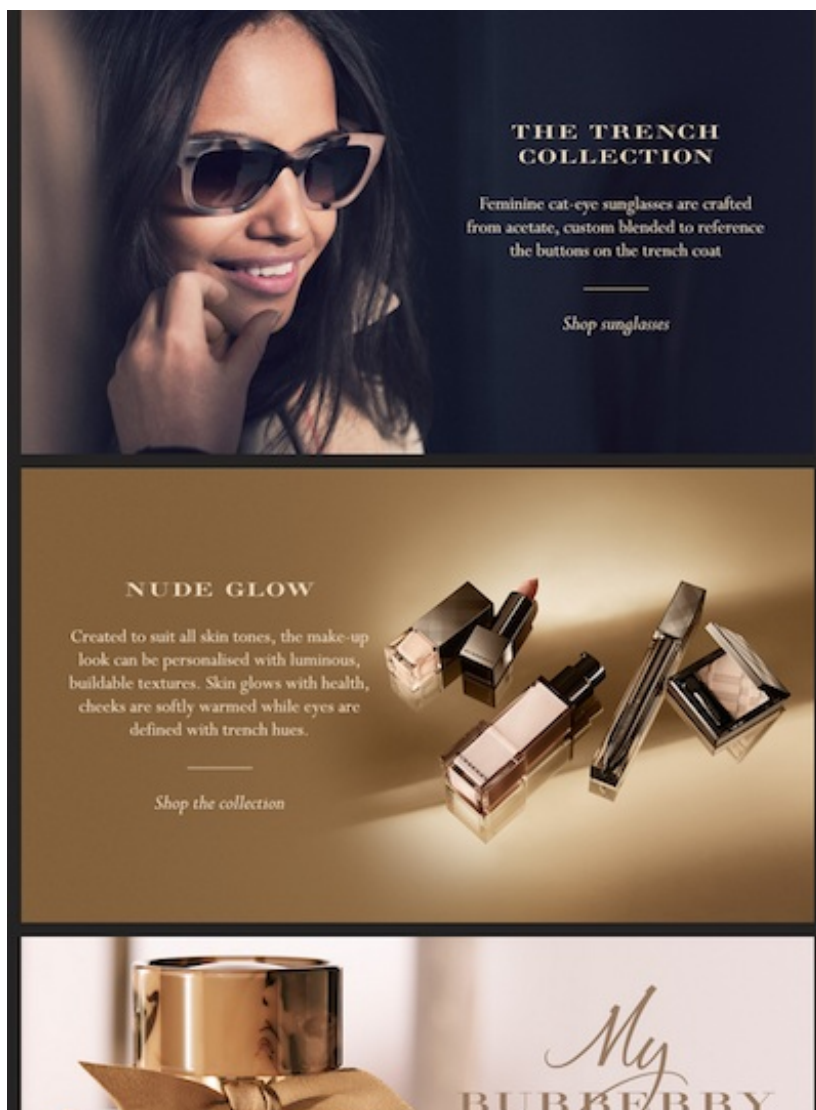 THE TRENCH
COLLECTION
Feminine cat-eye sunglasses are crafted
from acetate, custom blended to reference
the buttons on the trench coat
Shop sunglasses
NUDE GLOW
Created to suit all skin tones, the make-up
look can be personalised with luminous,
buildable textures. Skin glows with health,
cheeks are softly warmed while eyes are
defined with trench hues.
Shop the collection
My
BURBERRY